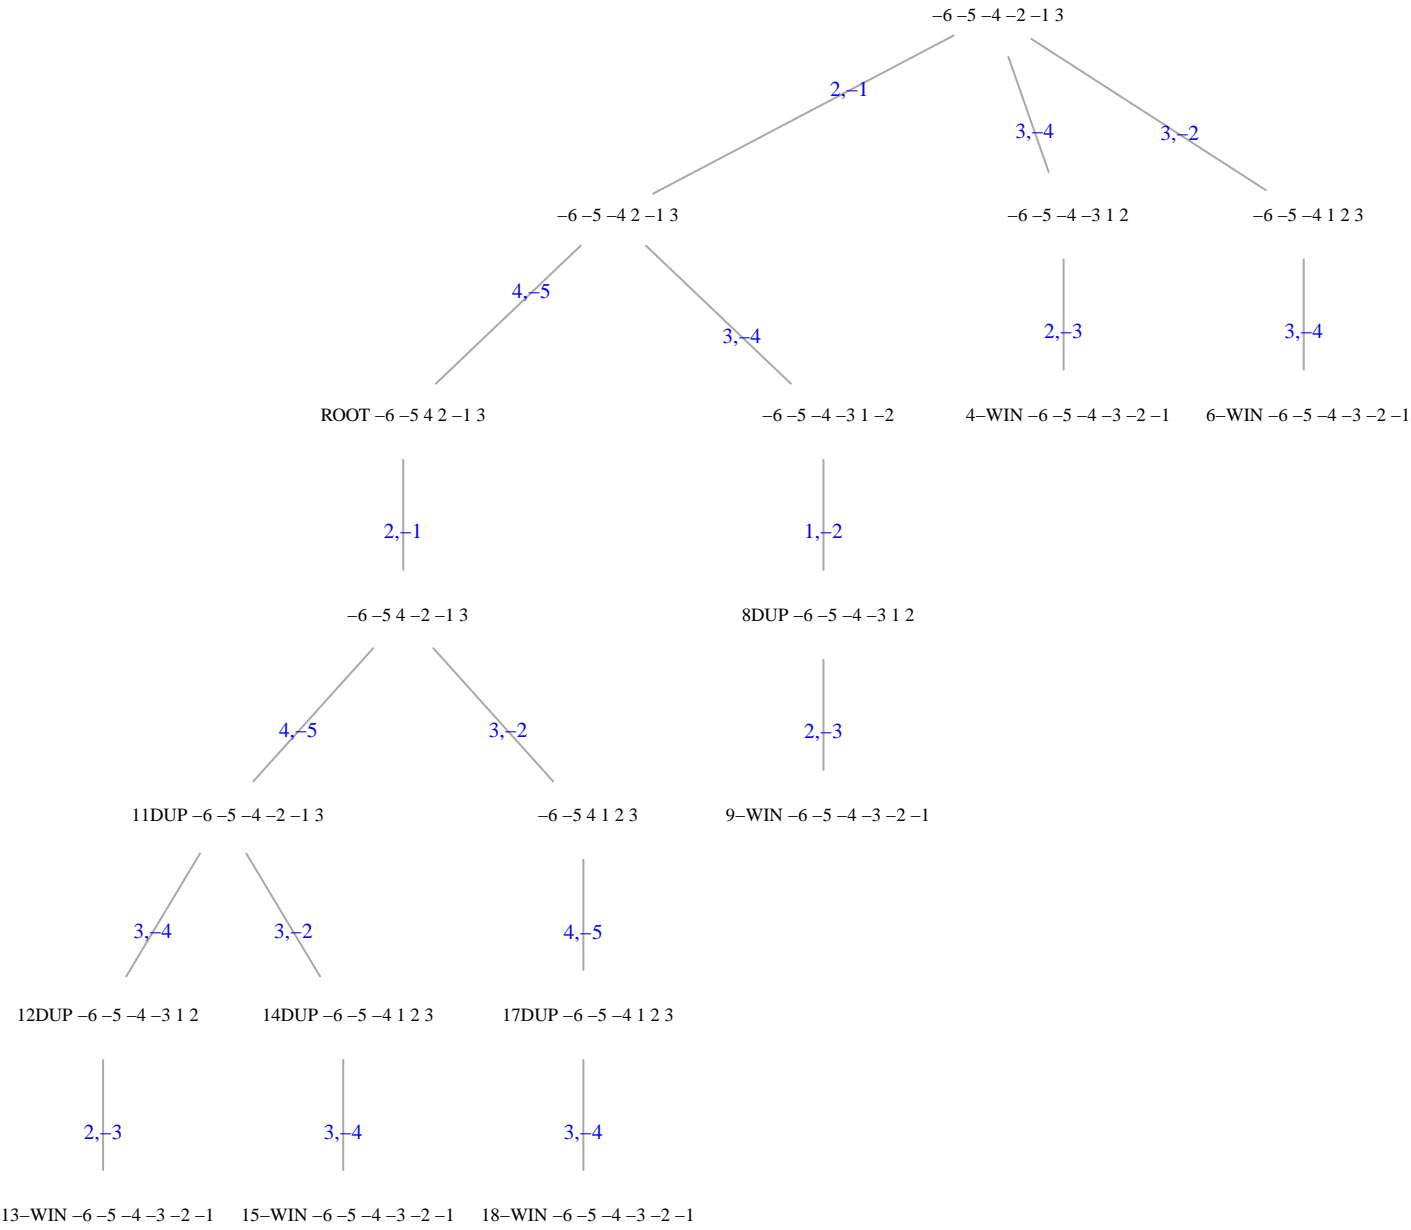 –6 –5 –4 –2 –1 3
2,–1
3,–4
3,–2
–6 –5 –4 2 –1 3
–6 –5 –4 –3 1 2
–6 –5 –4 1 2 3
4,–5
3,–4
2,–3
3,–4
ROOT –6 –5 4 2 –1 3
–6 –5 –4 –3 1 –2
4–WIN –6 –5 –4 –3 –2 –1
6–WIN –6 –5 –4 –3 –2 –1
2,–1
1,–2
–6 –5 4 –2 –1 3
8DUP –6 –5 –4 –3 1 2
4,–5
3,–2
2,–3
11DUP –6 –5 –4 –2 –1 3
–6 –5 4 1 2 3
9–WIN –6 –5 –4 –3 –2 –1
3,–4
3,–2
4,–5
12DUP –6 –5 –4 –3 1 2
14DUP –6 –5 –4 1 2 3
17DUP –6 –5 –4 1 2 3
2,–3
3,–4
3,–4
13–WIN –6 –5 –4 –3 –2 –1
15–WIN –6 –5 –4 –3 –2 –1
18–WIN –6 –5 –4 –3 –2 –1